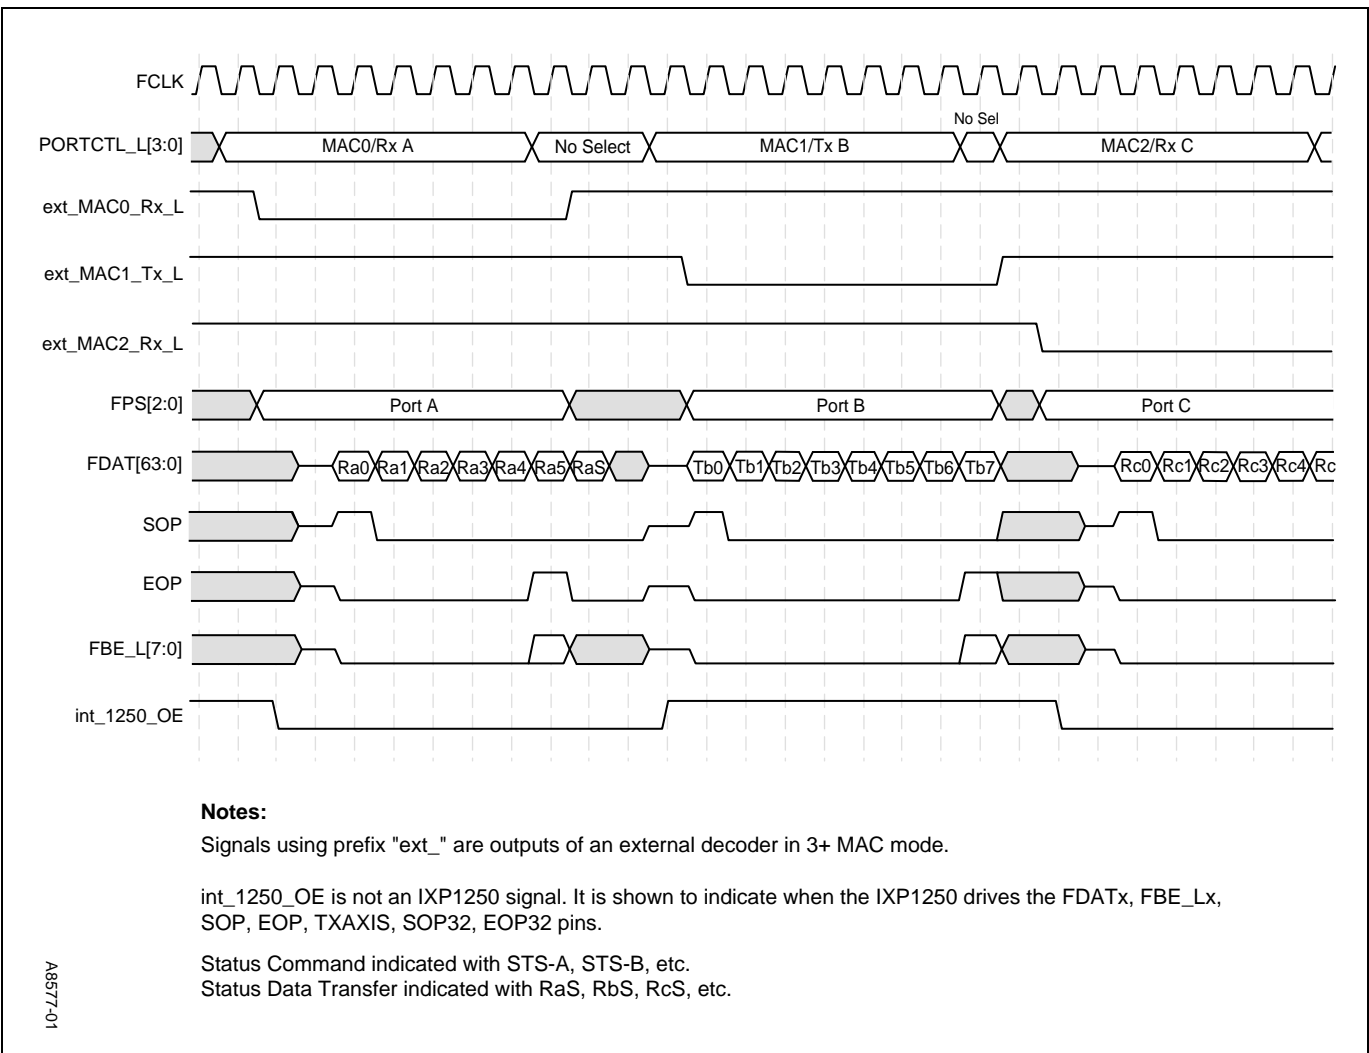 FCLK
No Sel
PORTCTL_L[3:0] MAC0/Rx A No Select MAC1/Tx B MAC2/Rx C
ext_MAC0_Rx_L
ext_MAC1_Tx_L
ext_MAC2_Rx_L
FPS[2:0] Port A Port B Port C
FDAT[63:0] Ra0 Ra1 Ra2 Ra3 Ra4 Ra5 RaS Tb0 Tb1 Tb2 Tb3 Tb4 Tb5 Tb6 Tb7 Rc0 Rc1 Rc2 Rc3 Rc4 Rc
SOP
EOP
FBE_L[7:0]
int_1250_OE
Notes:
Signals using prefix "ext_" are outputs of an external decoder in 3+ MAC mode.
int_1250_OE is not an IXP1250 signal. It is shown to indicate when the IXP1250 drives the FDATx, FBE_Lx,
SOP, EOP, TXAXIS, SOP32, EOP32 pins.
Status Command indicated with STS-A, STS-B, etc.
Status Data Transfer indicated with RaS, RbS, RcS, etc.
A8577-01